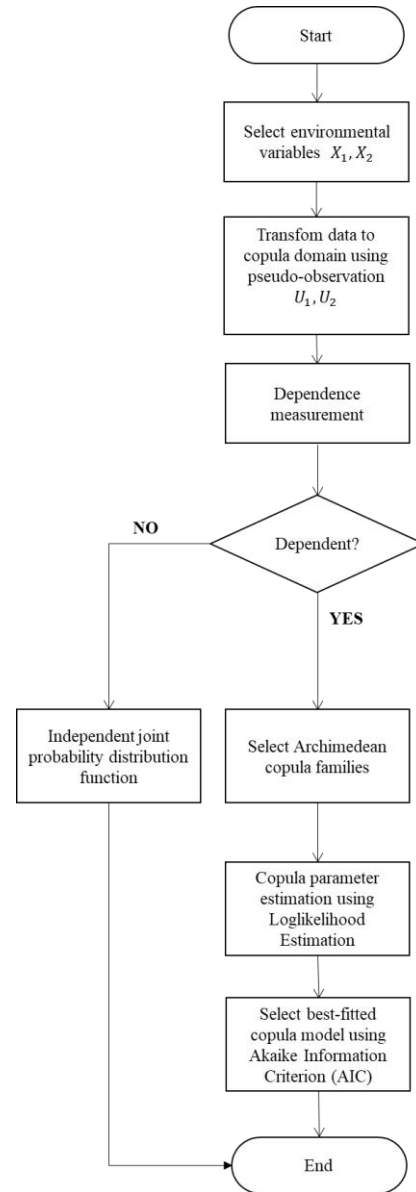 Start
Select environmental
variables X₁, X₂
Transfom data to
copula domain using
pseudo-observation
U₁, U₂
Dependence
measurement
NO
Dependent?
YES
Independent joint
probability distribution
function
Select Archimedean
copula families
Copula parameter
estimation using
Loglikelihood
Estimation
Select best-fitted
copula model using
Akaike Information
Criterion (AIC)
End